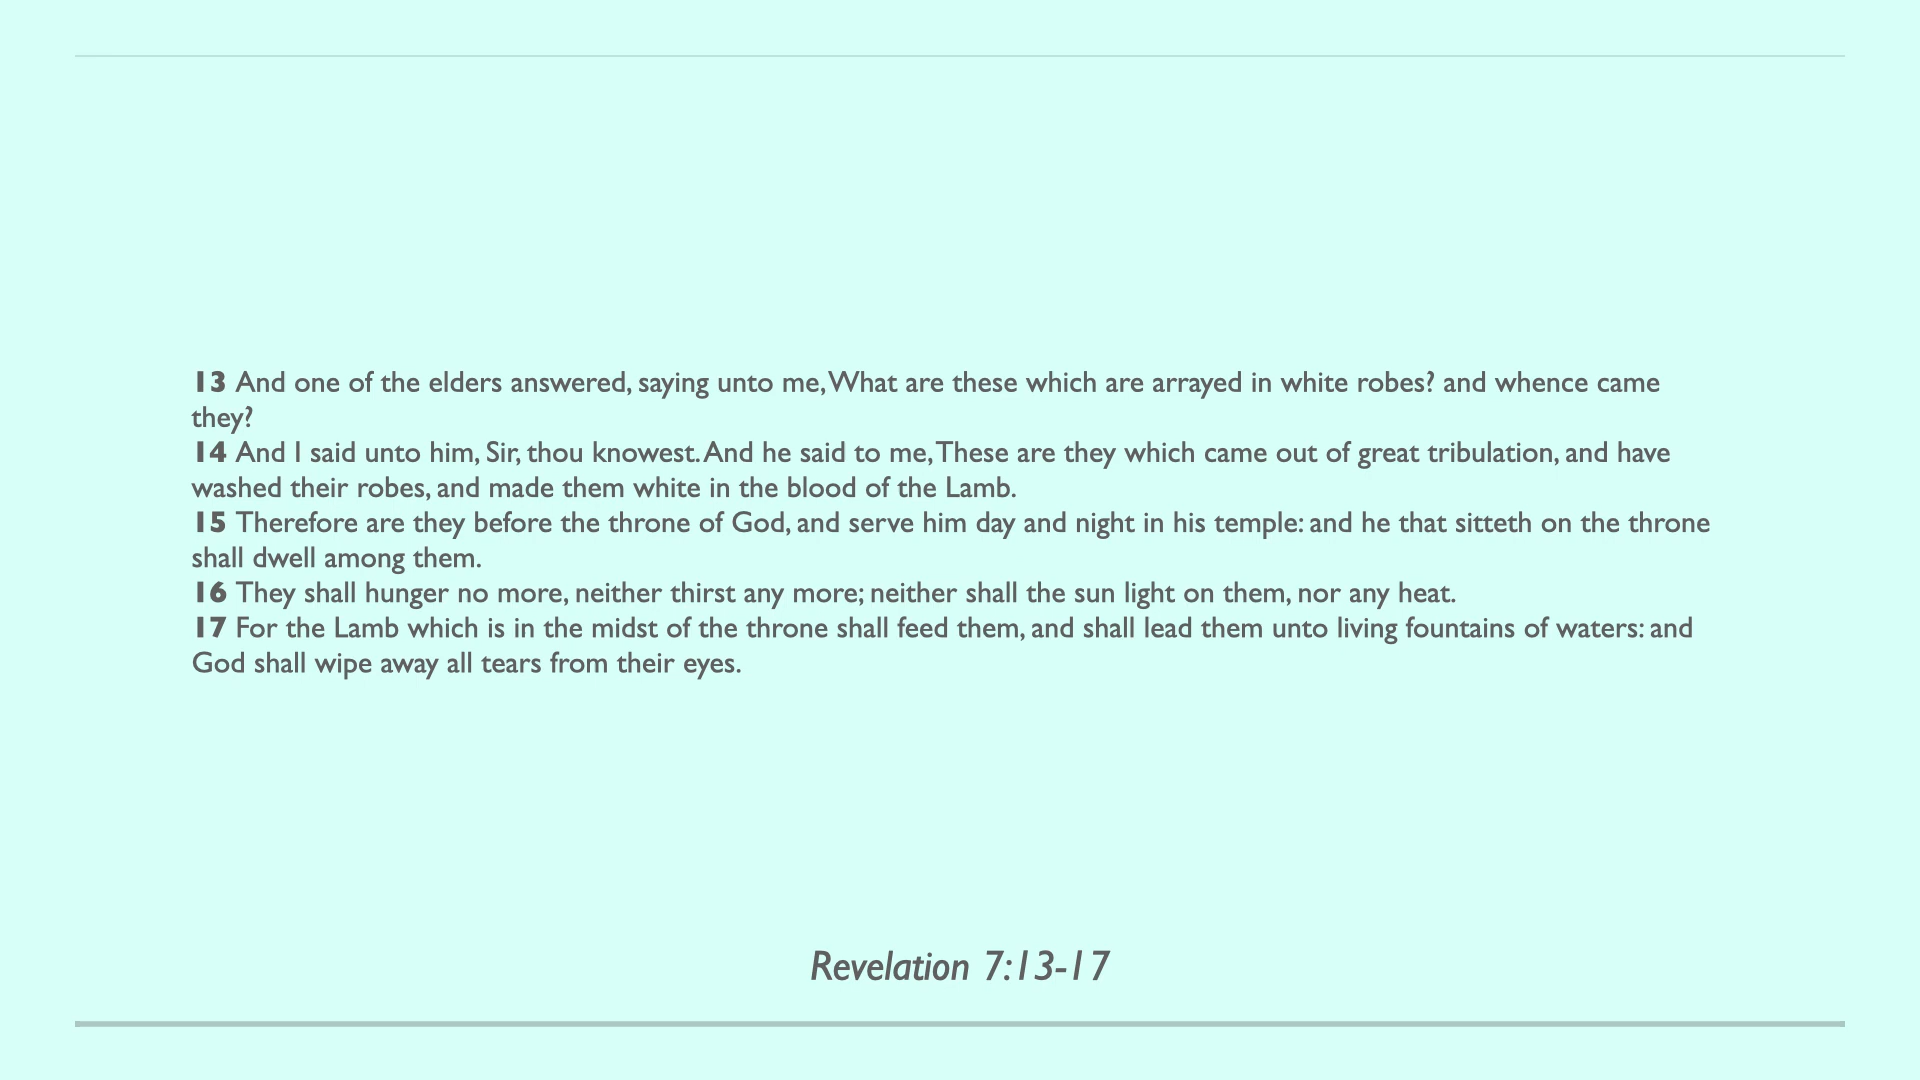 13 And one of the elders answered, saying unto me, What are these which are arrayed in white robes? and whence came
they?
14 And I said unto him, Sir, thou knowest. And he said to me, These are they which came out of great tribulation, and have
washed their robes, and made them white in the blood of the Lamb.
15 Therefore are they before the throne of God, and serve him day and night in his temple: and he that sitteth on the throne
shall dwell among them.
16 They shall hunger no more, neither thirst any more; neither shall the sun light on them, nor any heat.
17 For the Lamb which is in the midst of the throne shall feed them, and shall lead them unto living fountains of waters: and
God shall wipe away all tears from their eyes.
Revelation 7:13-17